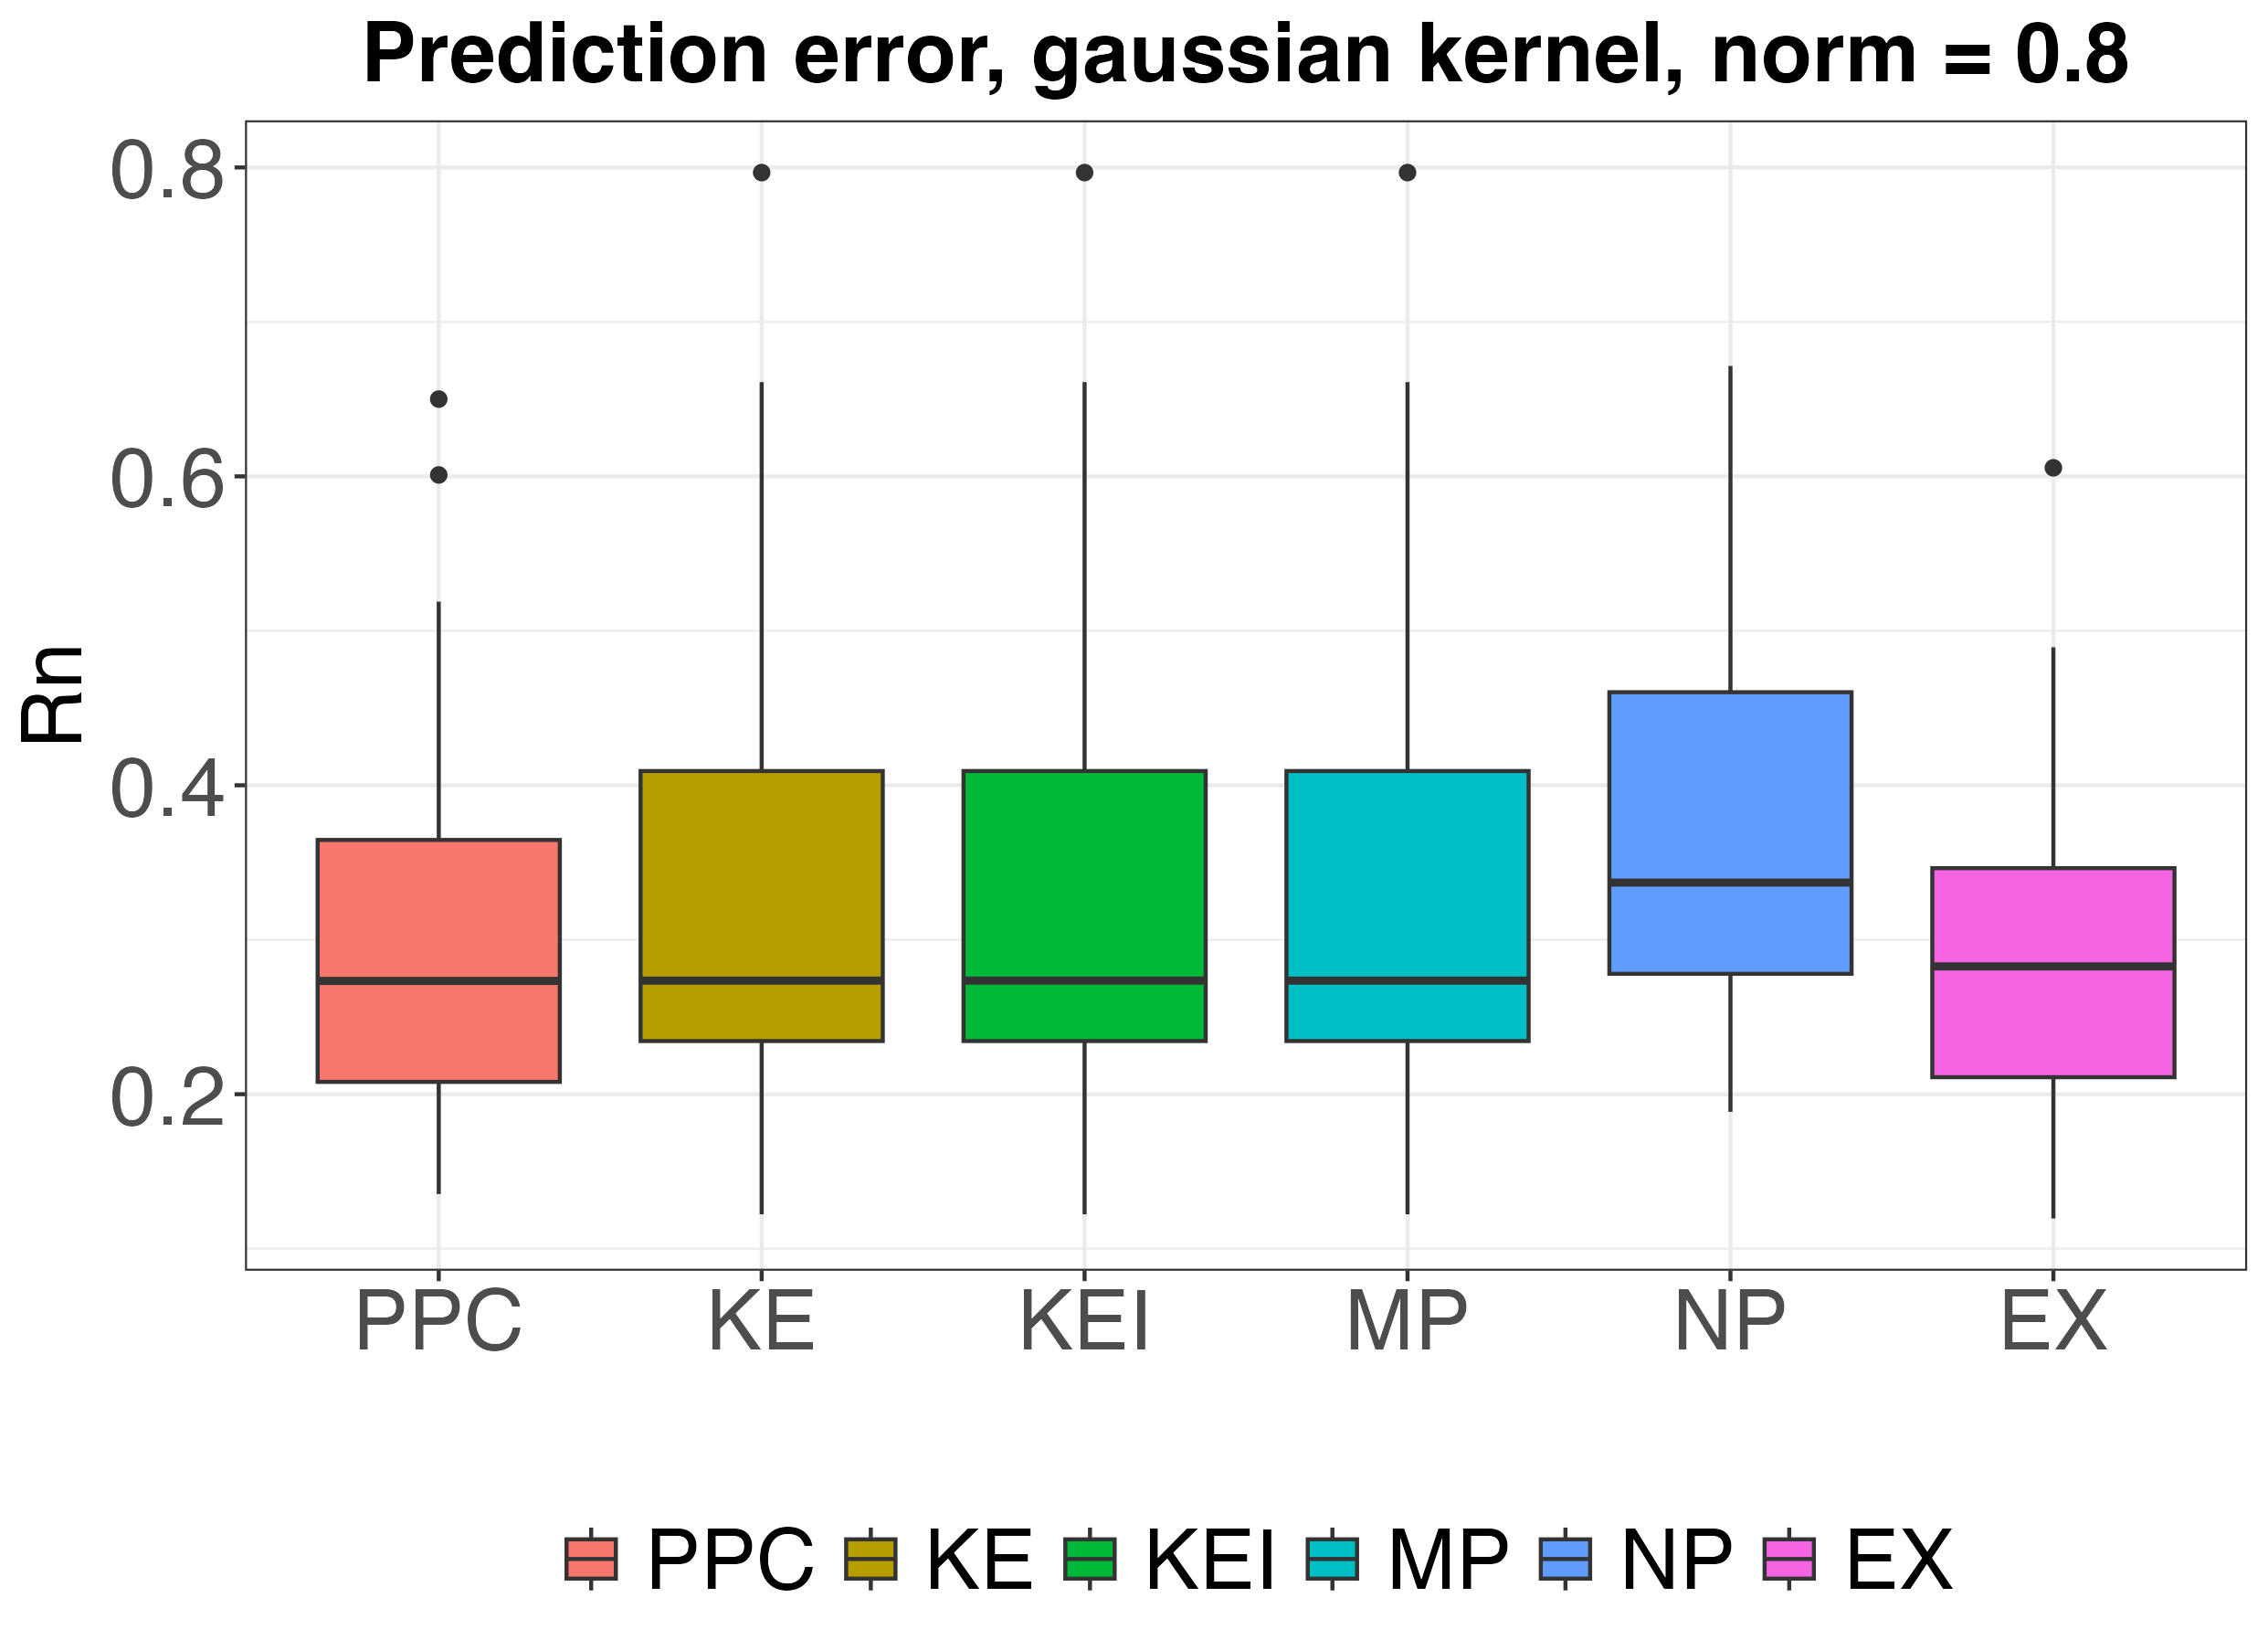 Prediction error, gaussian kernel, norm = 0.8
Rn
0.8
0.6
0.4
0.2
PPC KE KEI MP NP EX
PPC KE KEI MP NP EX